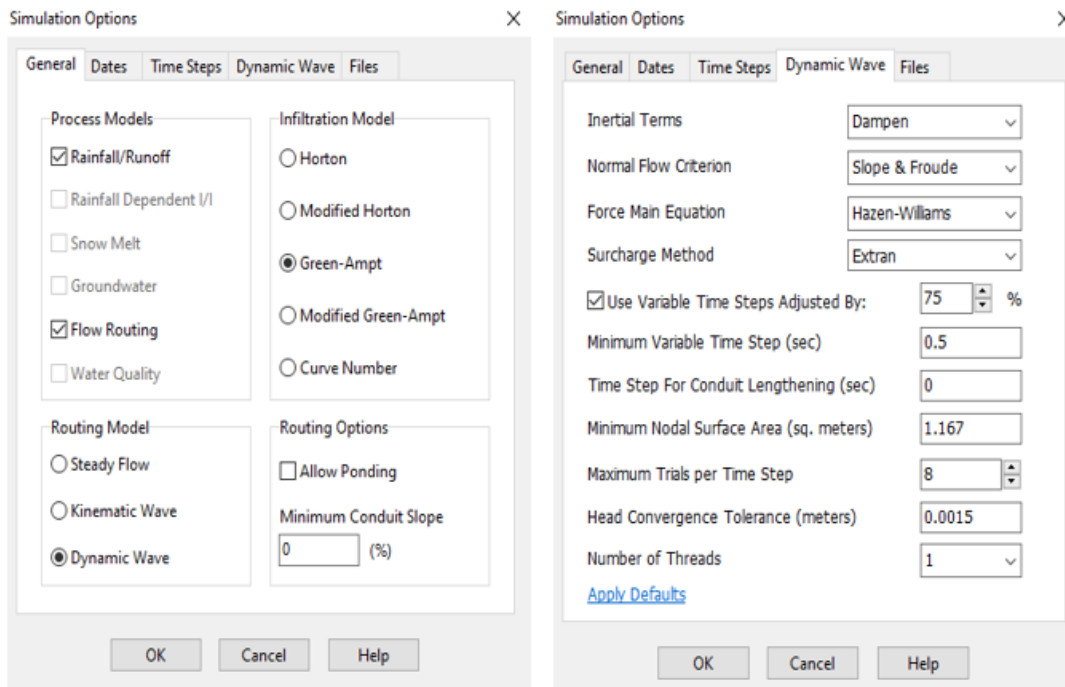 Simulation Options
General Dates Time Steps Dynamic Wave Files
Process Models
Rainfall/Runoff
Rainfall Dependent I/I
Snow Melt
Groundwater
Flow Routing
Water Quality
Infiltration Model
Horton
Modified Horton
Green-Ampt
Modified Green-Ampt
Curve Number
Routing Model
Steady Flow
Kinematic Wave
Dynamic Wave
Routing Options
Allow Ponding
Minimum Conduit Slope
0 (%)
OK Cancel Help
Simulation Options
General Dates Time Steps Dynamic Wave Files
Inertial Terms Dampen
Normal Flow Criterion Slope & Froude
Force Main Equation Hazen-Williams
Surcharge Method Extran
Use Variable Time Steps Adjusted By: 75 %
Minimum Variable Time Step (sec) 0.5
Time Step For Conduit Lengthening (sec) 0
Minimum Nodal Surface Area (sq. meters) 1.167
Maximum Trials per Time Step 8
Head Convergence Tolerance (meters) 0.0015
Number of Threads 1
Apply Defaults
OK Cancel Help